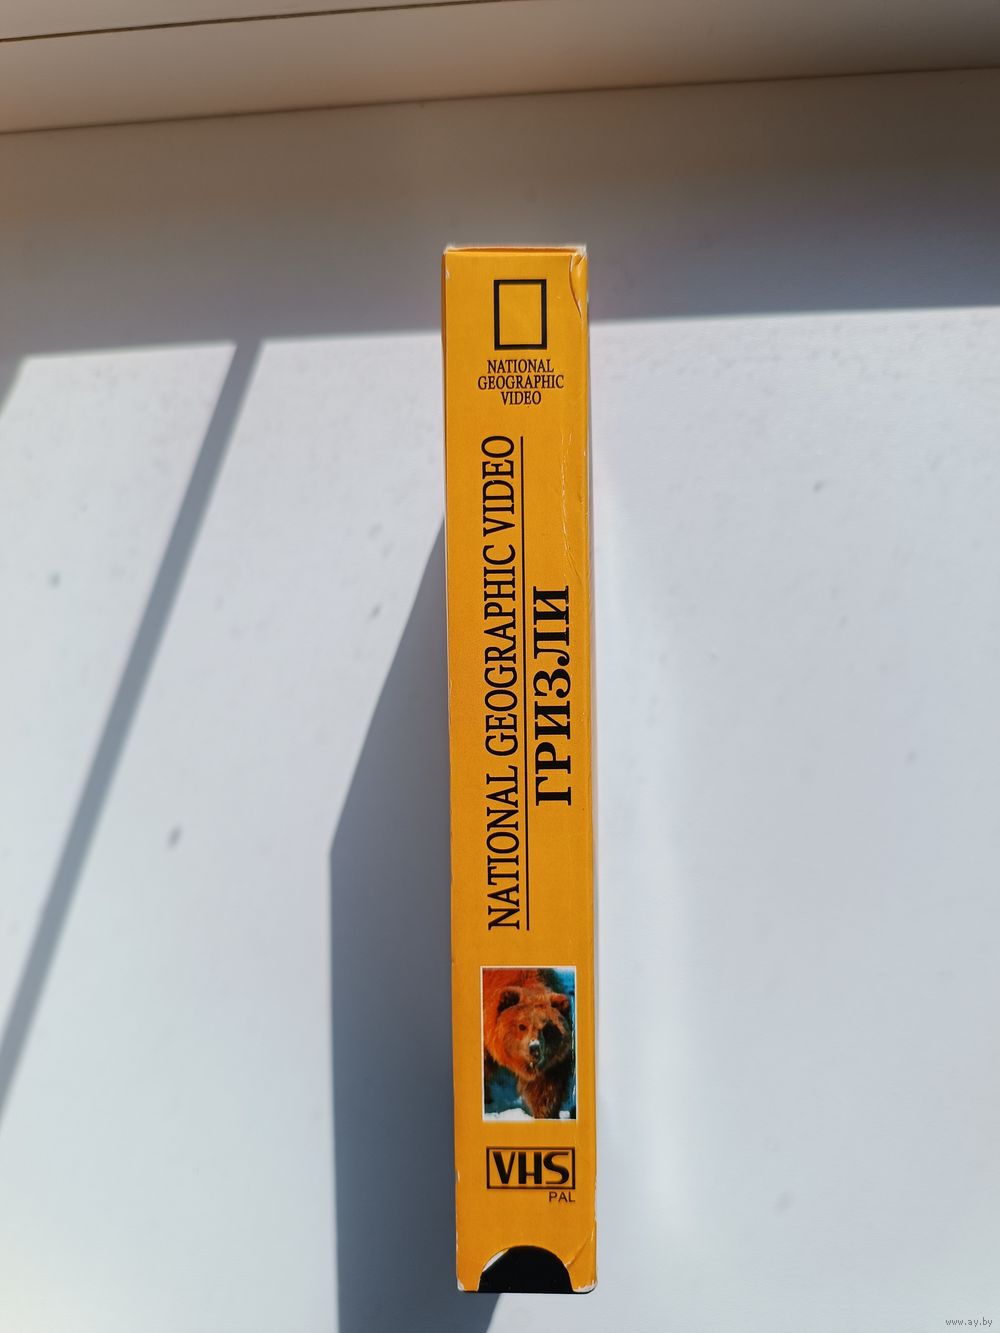 NATIONAL
GEOGRAPHIC
VIDEO
NATIONAL GEOGRAPHIC VIDEO
ГРИЗЛИ
VHS
PAL
www.ay.by